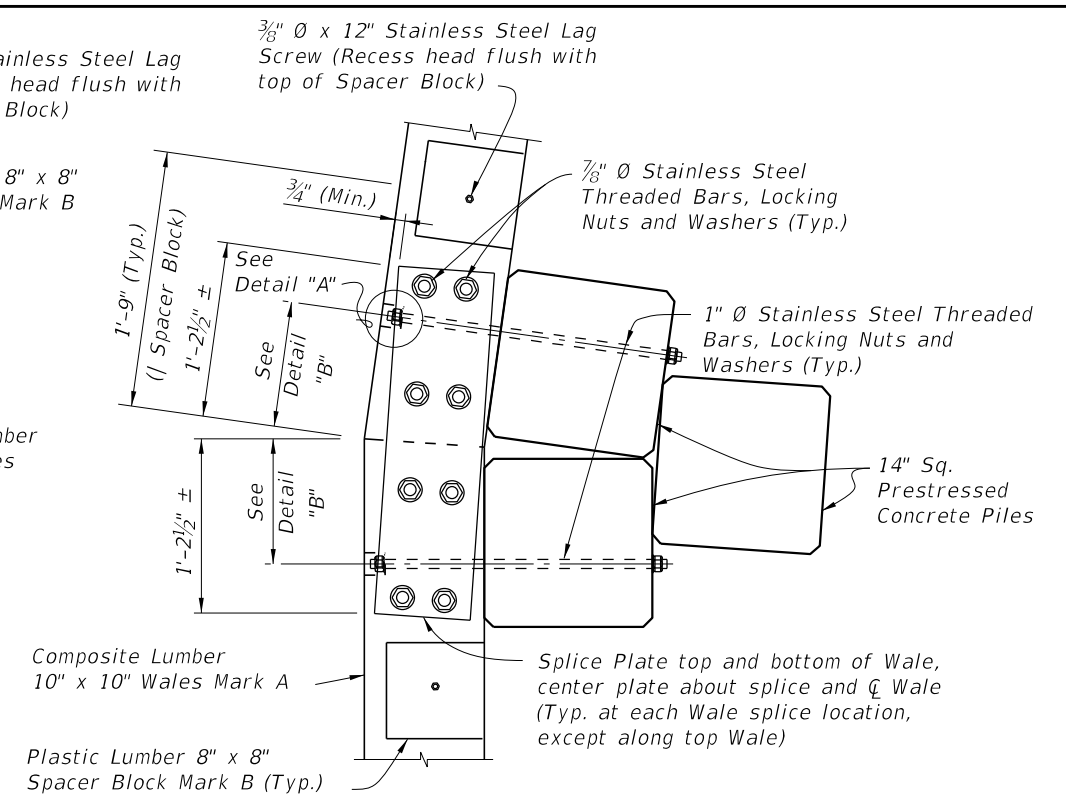 ainless Steel Lag
head flush with
Block)
8" x 8"
Mark B
mber
es
⅜" Ø x 12" Stainless Steel Lag
Screw (Recess head flush with
top of Spacer Block)
⅞" Ø Stainless Steel
Threaded Bars, Locking
Nuts and Washers (Typ.)
¾" (Min.)
1'-9" (Typ.)
(| Spacer Block)
1'-2½" ±
See
Detail "A"
See
Detail
"B"
1" Ø Stainless Steel Threaded
Bars, Locking Nuts and
Washers (Typ.)
1'-2½" ±
See
Detail
"B"
14" Sq.
Prestressed
Concrete Piles
Composite Lumber
10" x 10" Wales Mark A
Splice Plate top and bottom of Wale,
center plate about splice and ℄ Wale
(Typ. at each Wale splice location,
except along top Wale)
Plastic Lumber 8" x 8"
Spacer Block Mark B (Typ.)